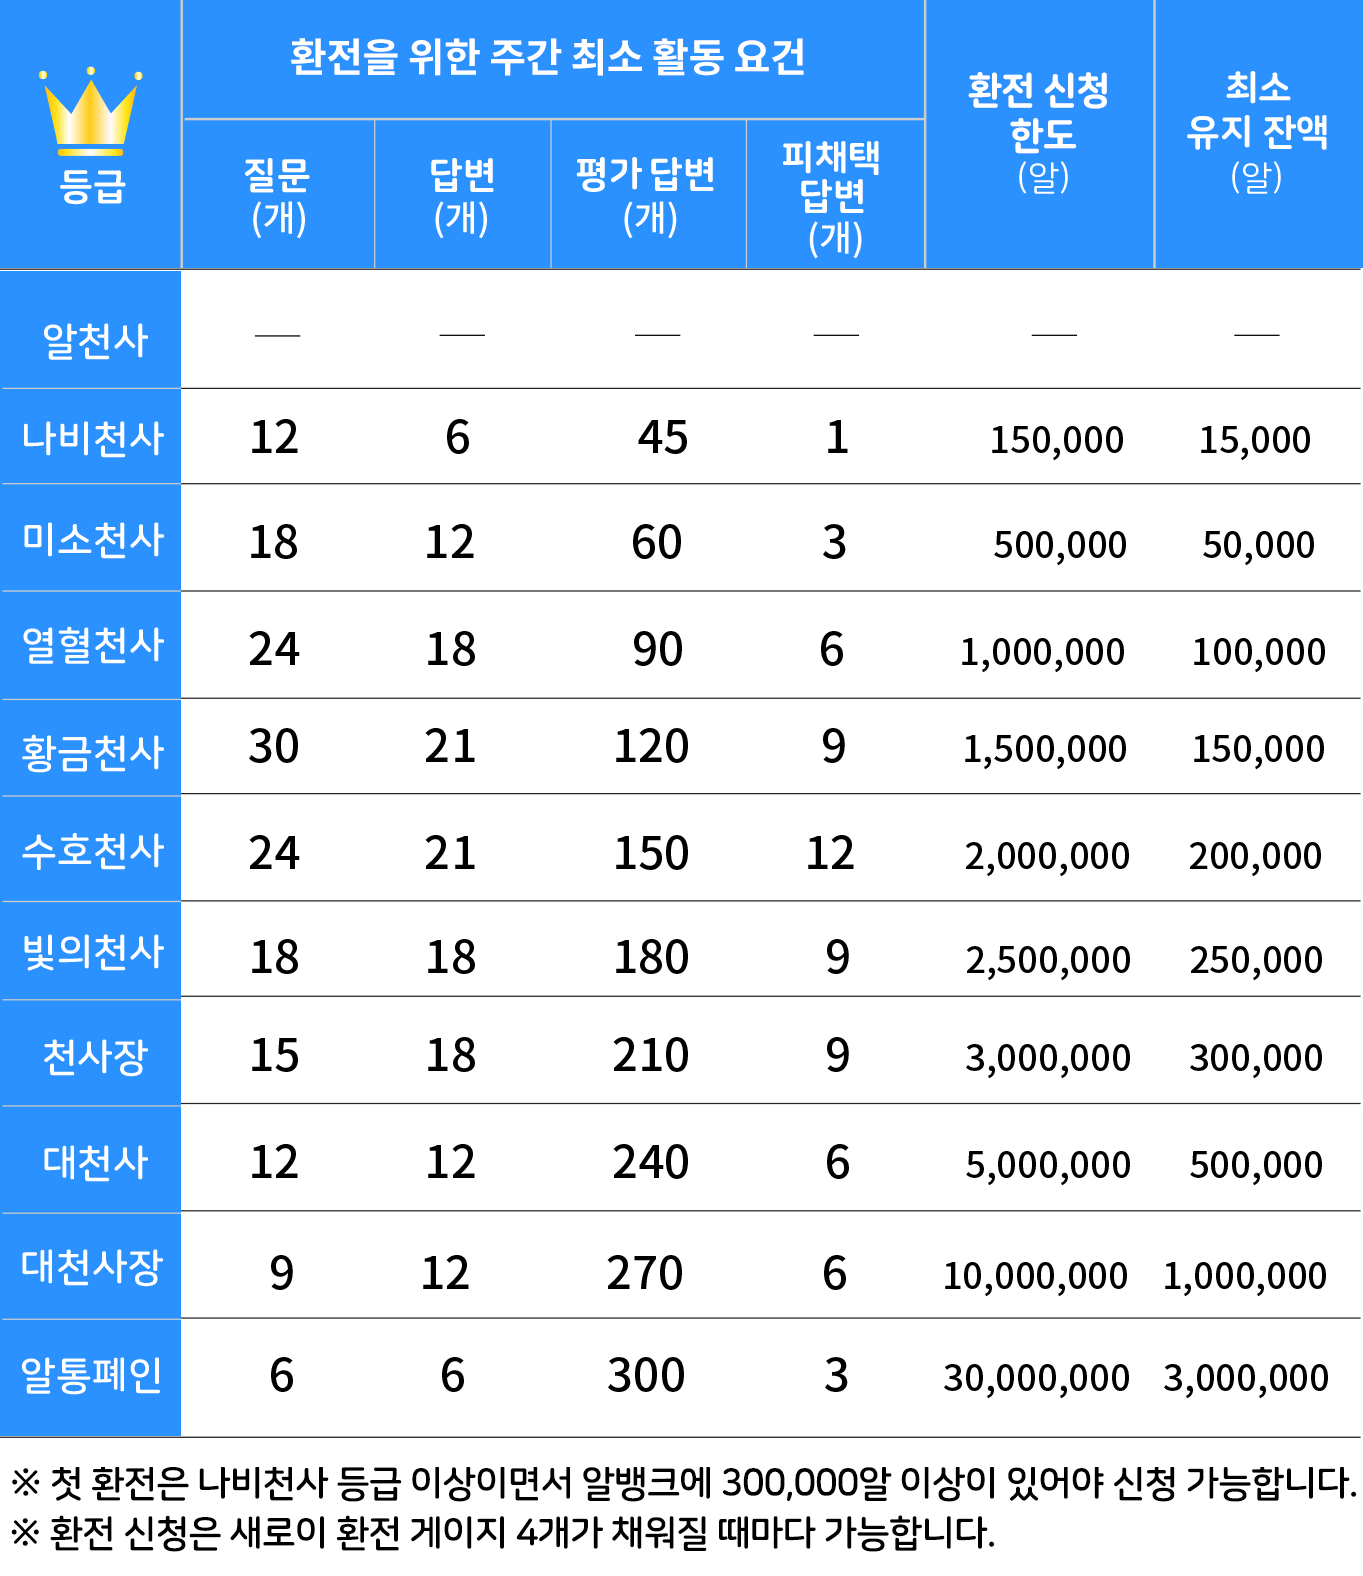 등급
환전을 위한 주간 최소 활동 요건
질문
(개)
답변
(개)
평가 답변
(개)
피채택
답변
(개)
환전 신청
한도
(알)
최소
유지 잔액
(알)
알천사 — — — — — —
나비천사 12 6 45 1 150,000 15,000
미소천사 18 12 60 3 500,000 50,000
열혈천사 24 18 90 6 1,000,000 100,000
황금천사 30 21 120 9 1,500,000 150,000
수호천사 24 21 150 12 2,000,000 200,000
빛의천사 18 18 180 9 2,500,000 250,000
천사장 15 18 210 9 3,000,000 300,000
대천사 12 12 240 6 5,000,000 500,000
대천사장 9 12 270 6 10,000,000 1,000,000
알통폐인 6 6 300 3 30,000,000 3,000,000
※ 첫 환전은 나비천사 등급 이상이면서 알뱅크에 300,000알 이상이 있어야 신청 가능합니다.
※ 환전 신청은 새로이 환전 게이지 4개가 채워질 때마다 가능합니다.